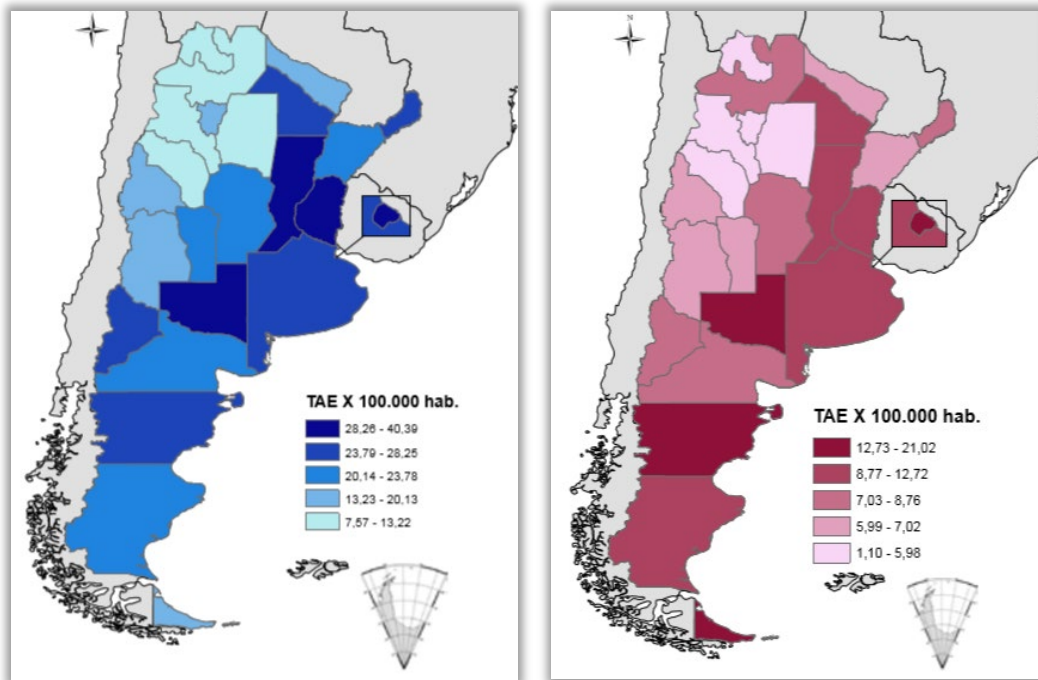 N
TAE X 100.000 hab.
28,26 - 40,39
23,79 - 28,25
20,14 - 23,78
13,23 - 20,13
7,57 - 13,22
N
TAE X 100.000 hab.
12,73 - 21,02
8,77 - 12,72
7,03 - 8,76
5,99 - 7,02
1,10 - 5,98